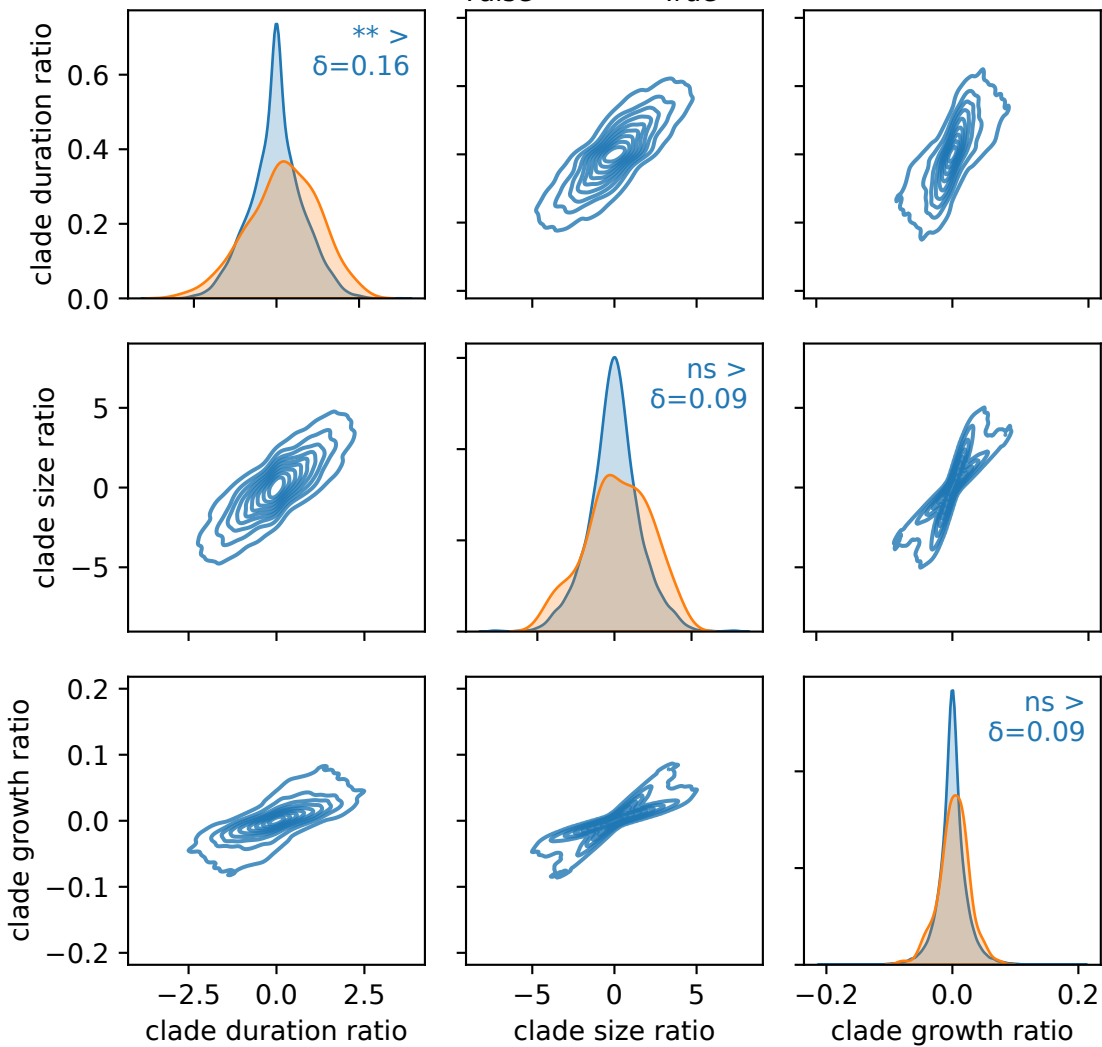 ** >
δ=0.16
clade duration ratio
0.6
0.4
0.2
0.0
ns >
δ=0.09
clade size ratio
5
0
−5
ns >
δ=0.09
clade growth ratio
0.2
0.1
0.0
−0.1
−0.2
−2.5 0.0 2.5
−5 0 5
−0.2 0.0 0.2
clade duration ratio
clade size ratio
clade growth ratio